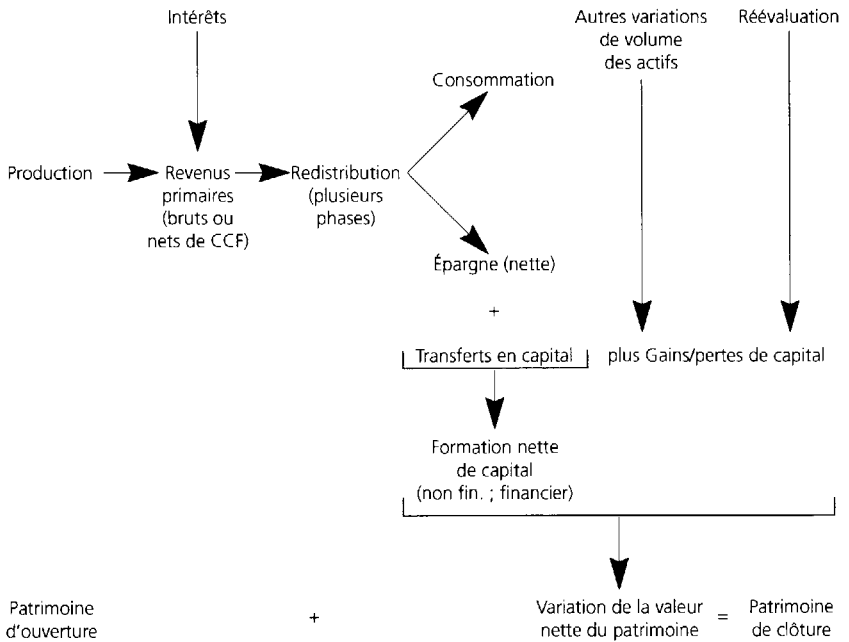 Intérêts
Autres variations
de volume
des actifs
Réévaluation
Consommation
Production
Revenus
primaires
(bruts ou
nets de CCF)
Redistribution
(plusieurs
phases)
Épargne (nette)
+
Transferts en capital
plus Gains/pertes de capital
Formation nette
de capital
(non fin. ; financier)
Patrimoine
d'ouverture
+
Variation de la valeur
nette du patrimoine
=
Patrimoine
de clôture